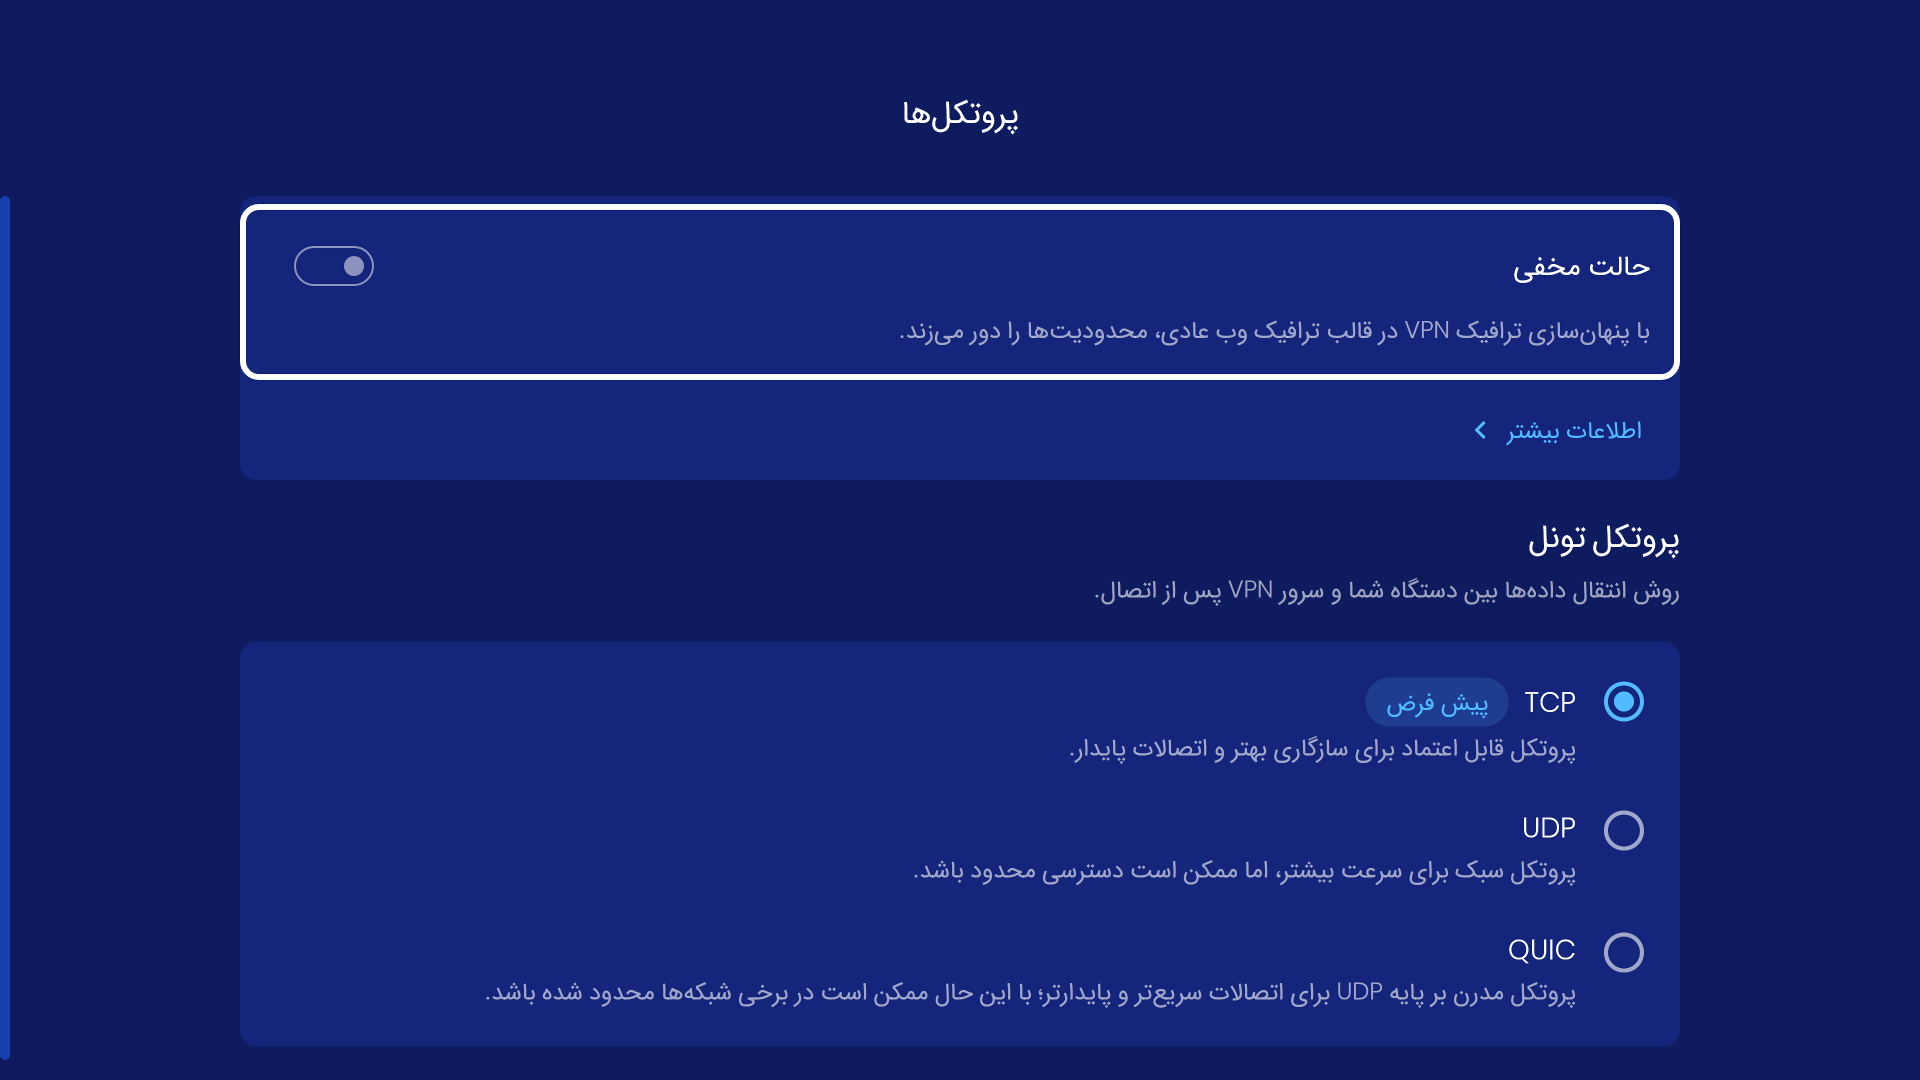 پروتکل‌ها
حالت مخفی
با پنهان‌سازی ترافیک VPN در قالب ترافیک وب عادی، محدودیت‌ها را دور می‌زند.
اطلاعات بیشتر
پروتکل تونل
روش انتقال داده‌ها بین دستگاه شما و سرور VPN پس از اتصال.
TCP پیش فرض
پروتکل قابل اعتماد برای سازگاری بهتر و اتصالات پایدار.
UDP
پروتکل سبک برای سرعت بیشتر، اما ممکن است دسترسی محدود باشد.
QUIC
پروتکل مدرن بر پایه UDP برای اتصالات سریع‌تر و پایدارتر؛ با این حال ممکن است در برخی شبکه‌ها محدود شده باشد.